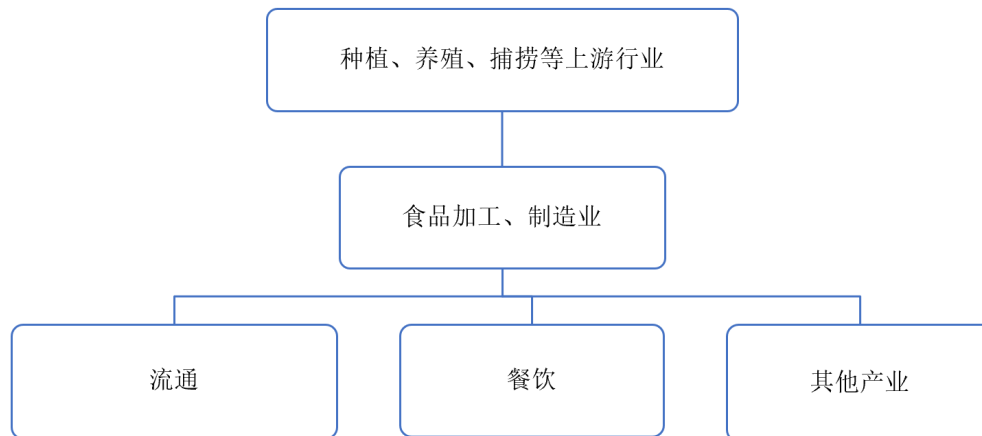 种植、养殖、捕捞等上游行业
食品加工、制造业
流通
餐饮
其他产业